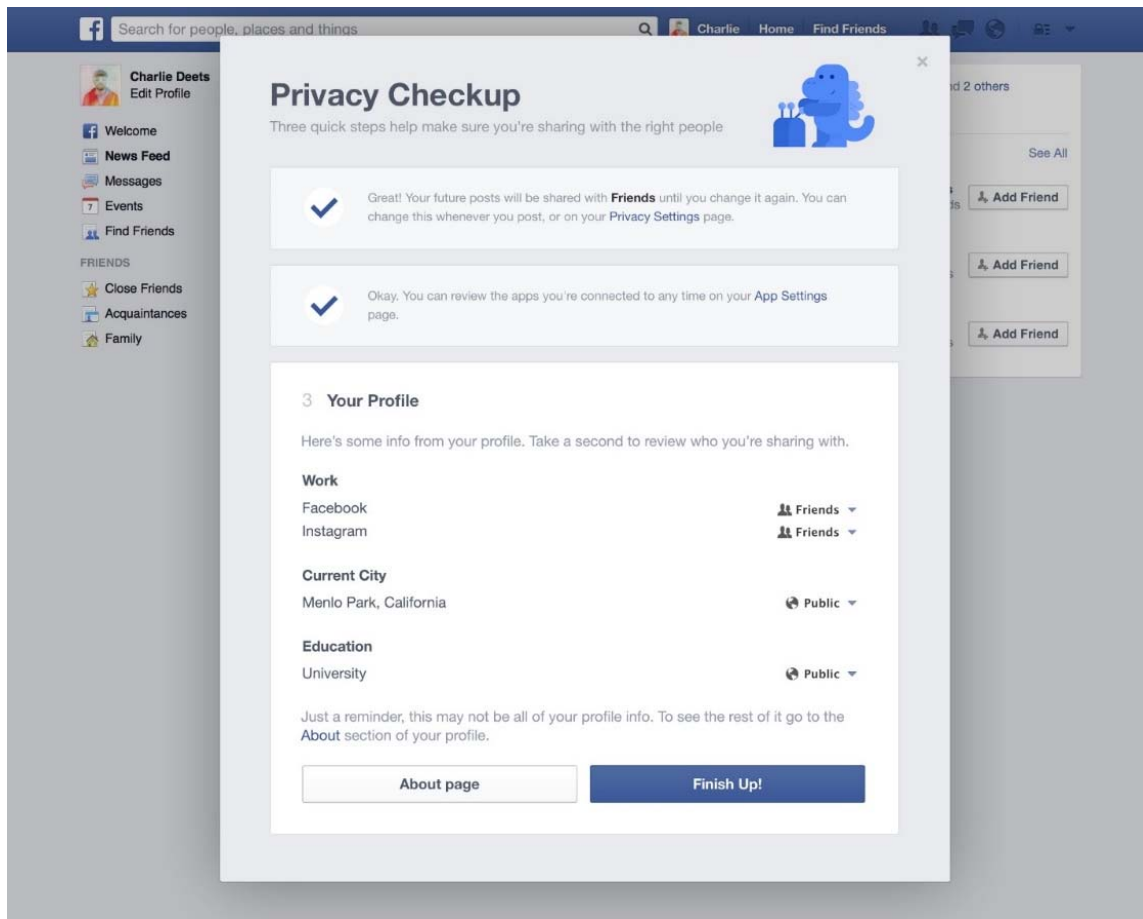 f
Search for people, places and things
Charlie
Home
Find Friends
Charlie Deets
Edit Profile
Welcome
News Feed
Messages
7
Events
Find Friends
FRIENDS
Close Friends
Acquaintances
Family
Privacy Checkup
Three quick steps help make sure you're sharing with the right people
Great! Your future posts will be shared with Friends until you change it again. You can
change this whenever you post, or on your Privacy Settings page.
Okay. You can review the apps you're connected to any time on your App Settings
page.
3 Your Profile
Here's some info from your profile. Take a second to review who you're sharing with.
Work
Facebook
Friends
Instagram
Friends
Current City
Menlo Park, California
Public
Education
University
Public
Just a reminder, this may not be all of your profile info. To see the rest of it go to the
About section of your profile.
About page
Finish Up!
2 others
See All
Add Friend
Add Friend
Add Friend